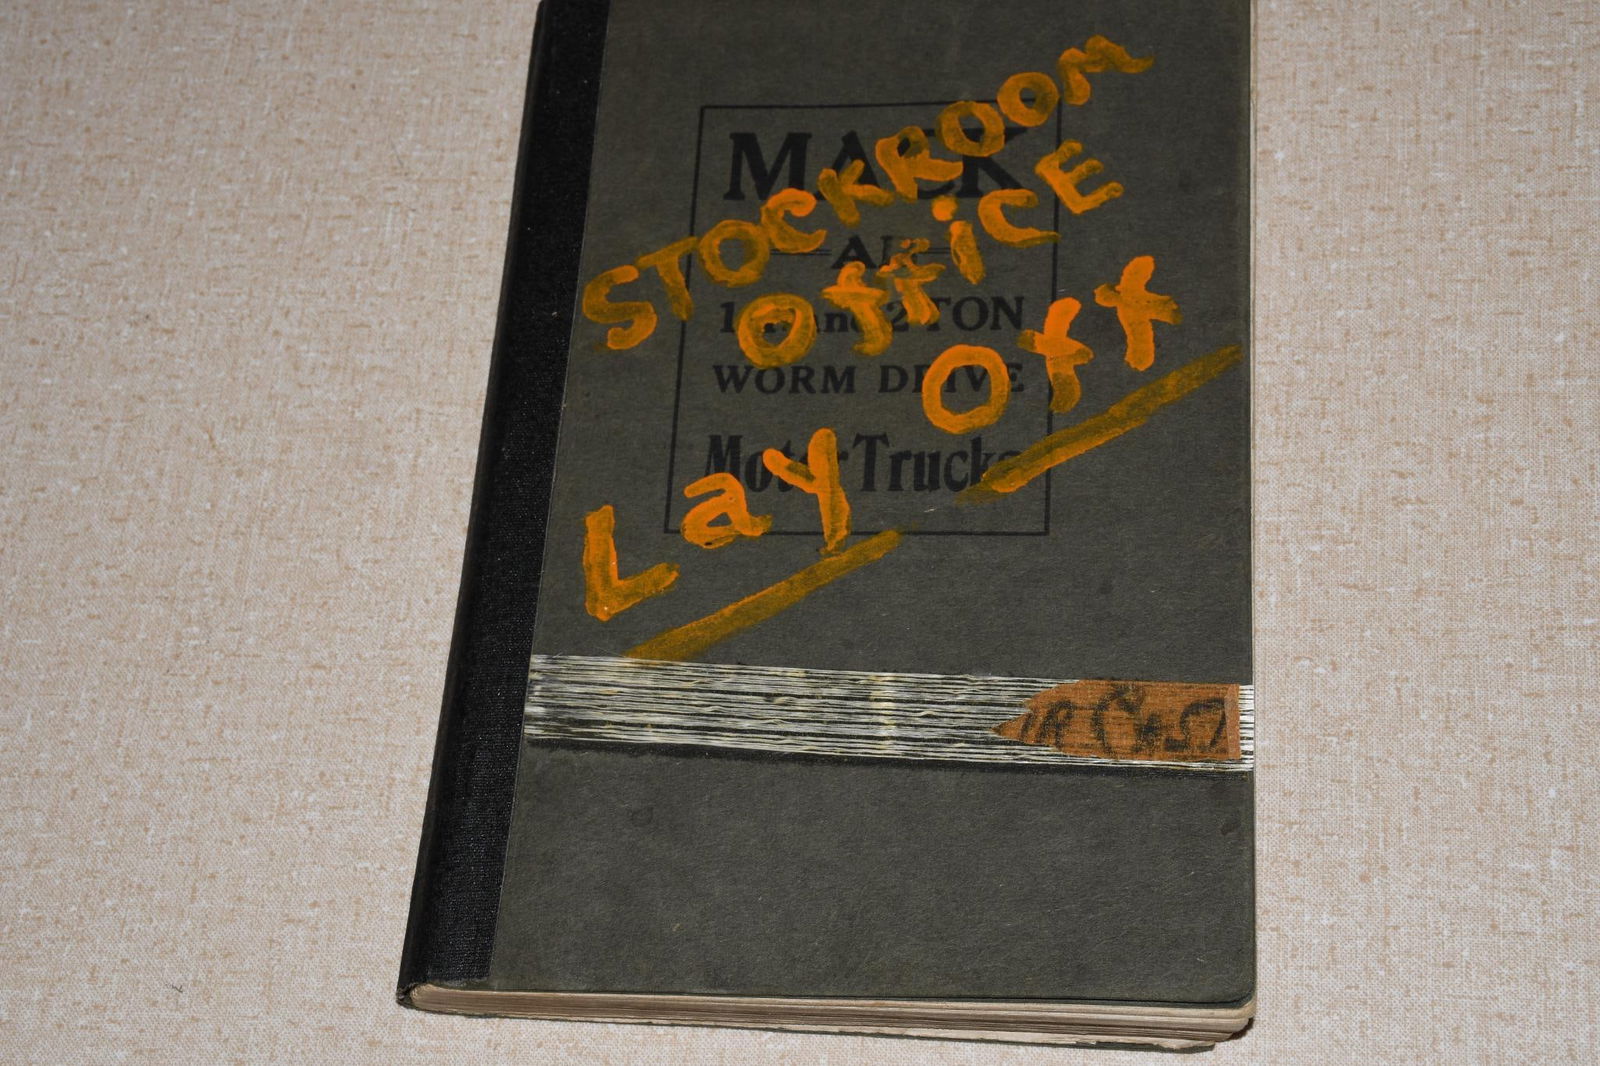 STOCKROOM
OffiCE
Lay Off
MACK
TON
WORM DRIVE
Motor Trucks